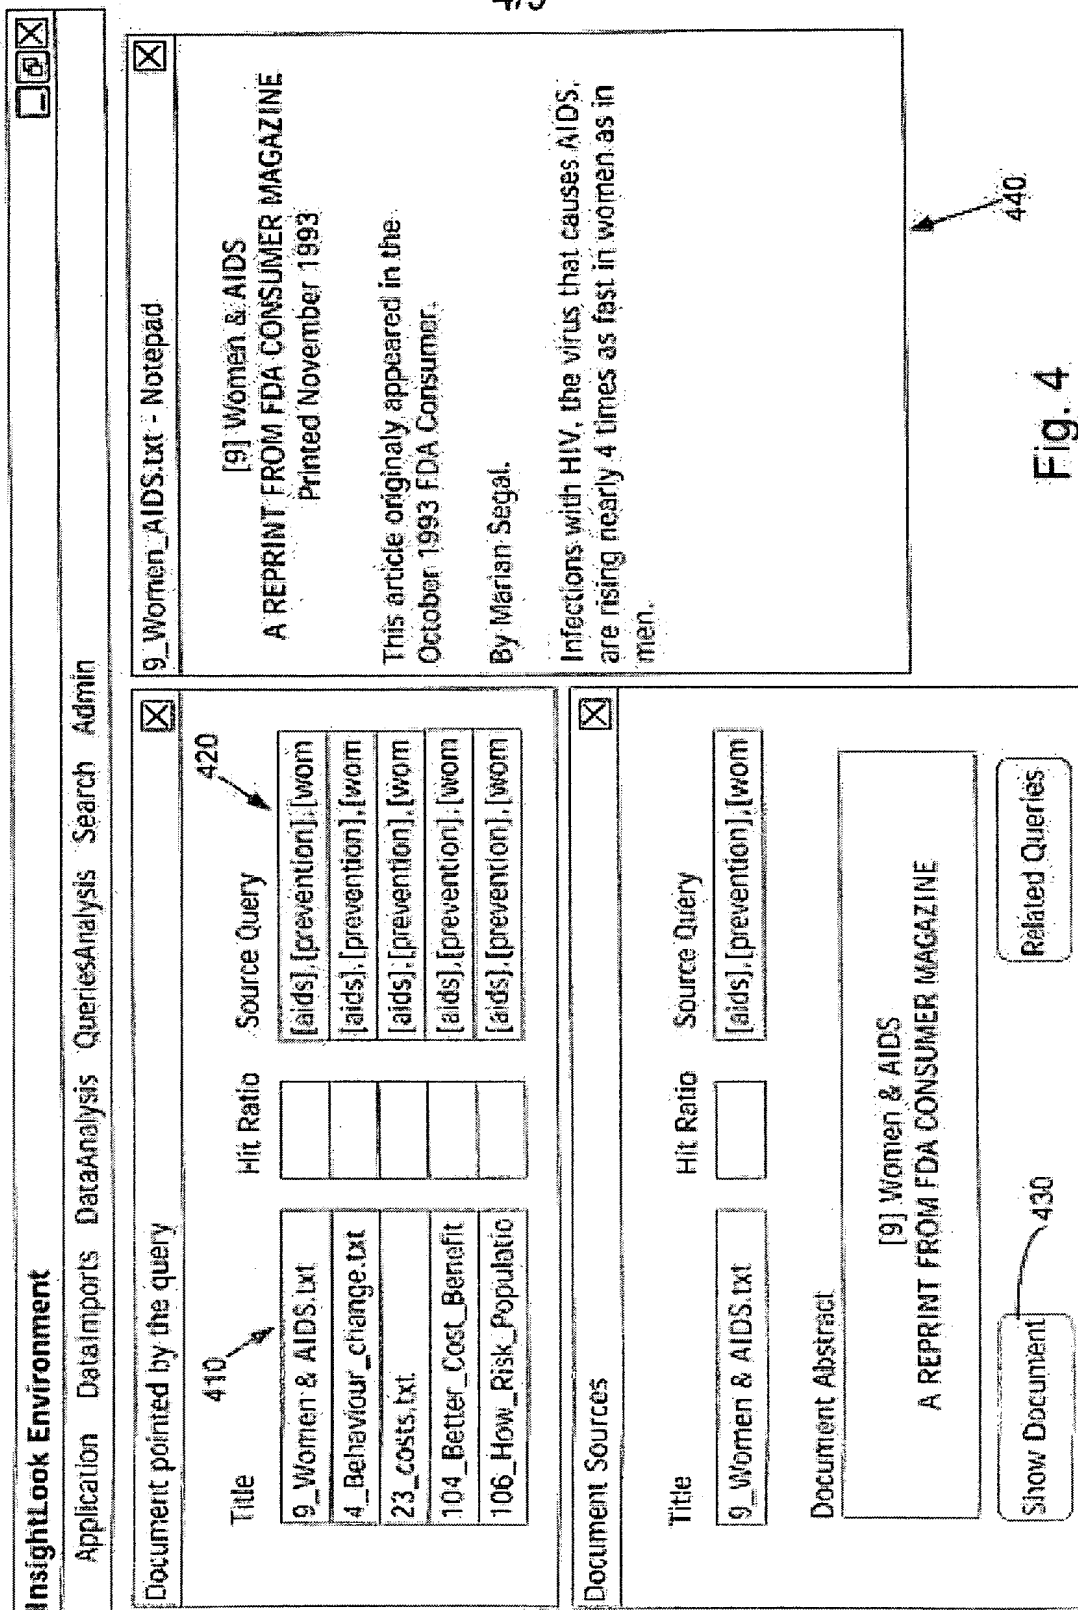 InsightLook Environment
Application DataImports DataAnalysis QueriesAnalysis Search Admin
Document pointed by the query
410
420
Title Hit Ratio Source Query
9_Women & AIDS.txt [aids],[prevention],[wom
4_Behaviour_change.txt [aids],[prevention],[wom
23_costs.txt [aids],[prevention],[wom
104_Better_Cost_Benefit [aids],[prevention],[wom
106_How_Risk_Populatio [aids],[prevention],[wom
Document Sources
Title Hit Ratio Source Query
9_Women & AIDS.txt [aids],[prevention],[wom
Document Abstract
[9] Women & AIDS
A REPRINT FROM FDA CONSUMER MAGAZINE
430
Show Document Related Queries
9_Women_AIDS.txt - Notepad
[9] Women & AIDS
A REPRINT FROM FDA CONSUMER MAGAZINE
Printed November 1993
This article originaly appeared in the
October 1993 FDA Consumer.
By Marian Segal.
Infections with HIV, the virus that causes AIDS,
are rising nearly 4 times as fast in women as in
men.
440
Fig. 4